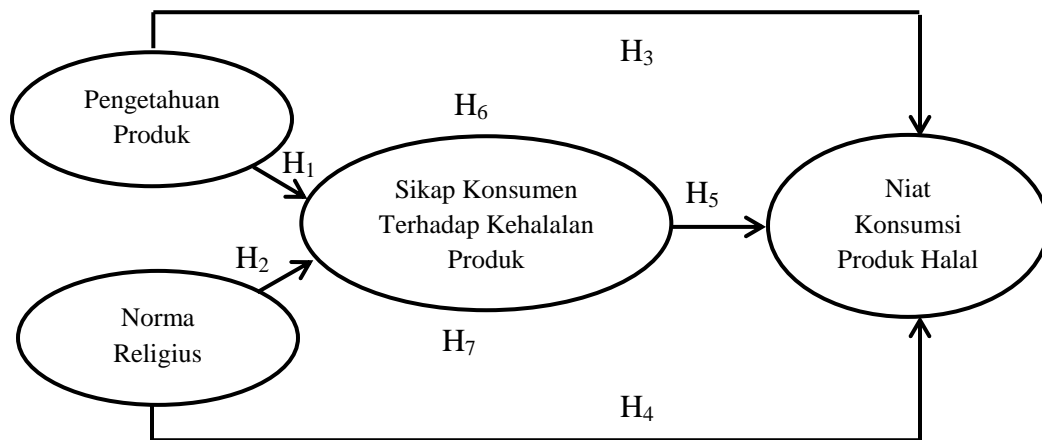 H₃
Pengetahuan
Produk
H₆
H₁
Sikap Konsumen
Terhadap Kehalalan
Produk
H₅
Niat
Konsumsi
Produk Halal
H₂
Norma
Religius
H₇
H₄